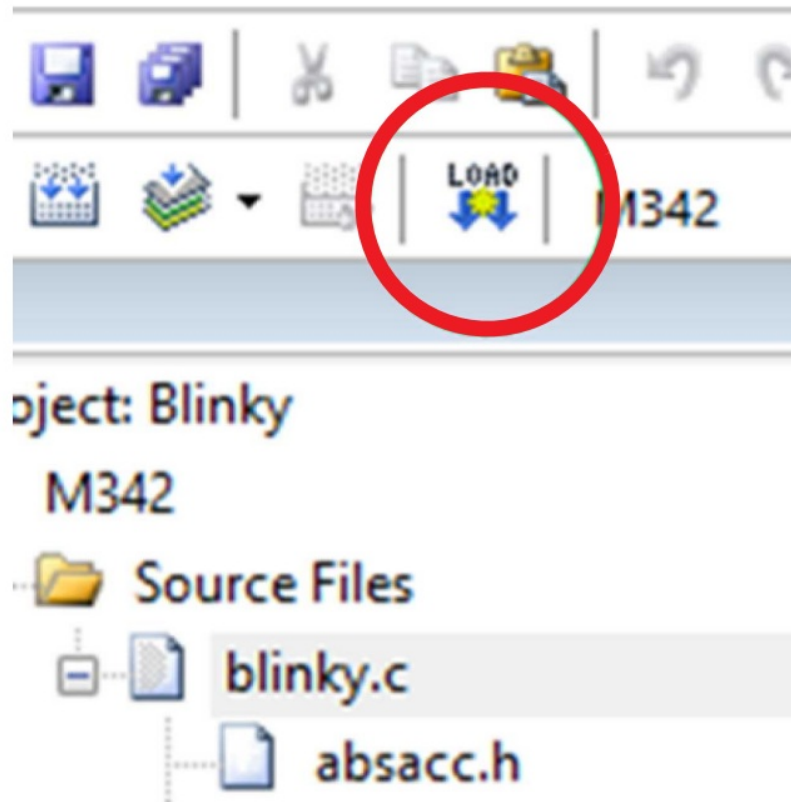 LOAD
M342
oject: Blinky
M342
Source Files
blinky.c
absacc.h